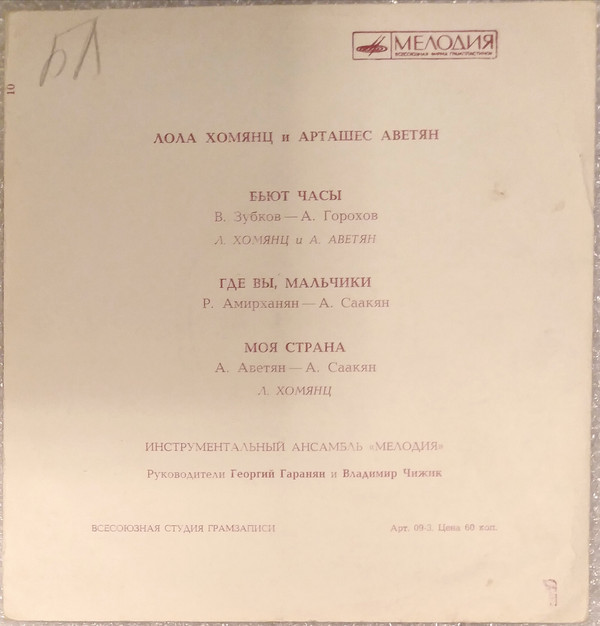 БЛ
МЕЛОДИЯ
ВСЕСОЮЗНАЯ ФИРМА ГРАМПЛАСТИНОК
10
ЛОЛА ХОМЯНЦ и АРТАШЕС АВЕТЯН
БЬЮТ ЧАСЫ
В. Зубков — А. Горохов
Л. ХОМЯНЦ и А. АВЕТЯН
ГДЕ ВЫ, МАЛЬЧИКИ
Р. Амирханян — А. Саакян
МОЯ СТРАНА
А. Аветян — А. Саакян
Л. ХОМЯНЦ
ИНСТРУМЕНТАЛЬНЫЙ АНСАМБЛЬ «МЕЛОДИЯ»
Руководители Георгий Гаранян и Владимир Чижик
ВСЕСОЮЗНАЯ СТУДИЯ ГРАМЗАПИСИ
Арт. 09-3. Цена 60 коп.